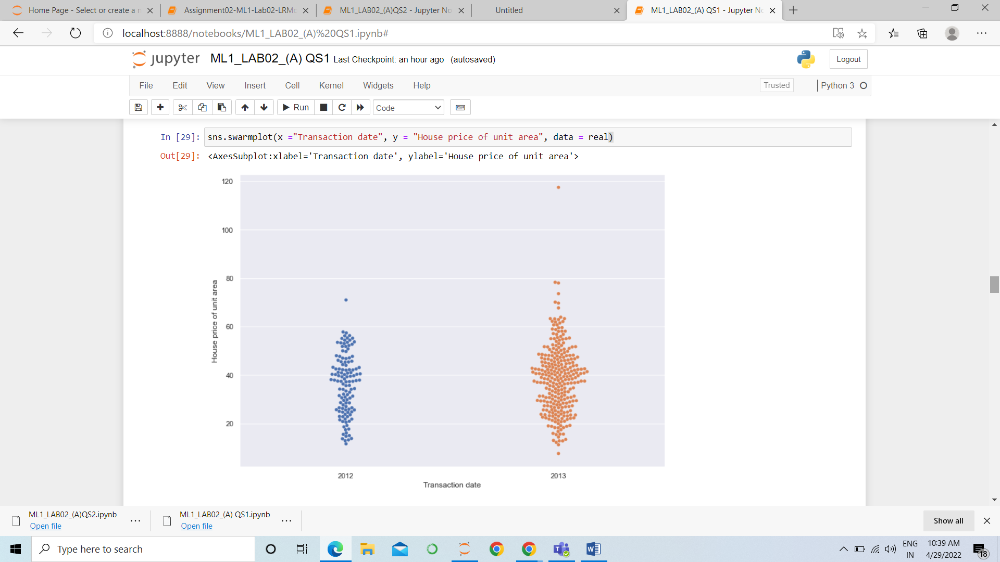 Home Page - Select or create a n
Assignment02-ML1-Lab02-LRMo
ML1_LAB02_(A)QS2 - Jupyter No
Untitled
ML1_LAB02_(A) QS1 - Jupyter No
localhost:8888/notebooks/ML1_LAB02_(A)%20QS1.ipynb#
jupyter ML1_LAB02_(A) QS1 Last Checkpoint: an hour ago (autosaved)
Logout
File Edit View Insert Cell Kernel Widgets Help
Trusted
Python 3
Run
Code
In [29]: sns.swarmplot(x ="Transaction date", y = "House price of unit area", data = real)
Out[29]: <AxesSubplot:xlabel='Transaction date', ylabel='House price of unit area'>
120
100
80
60
40
20
House price of unit area
2012
2013
Transaction date
ML1_LAB02_(A)QS2.ipynb
Open file
ML1_LAB02_(A) QS1.ipynb
Open file
Show all
Type here to search
ENG
IN
10:39 AM
4/29/2022
18